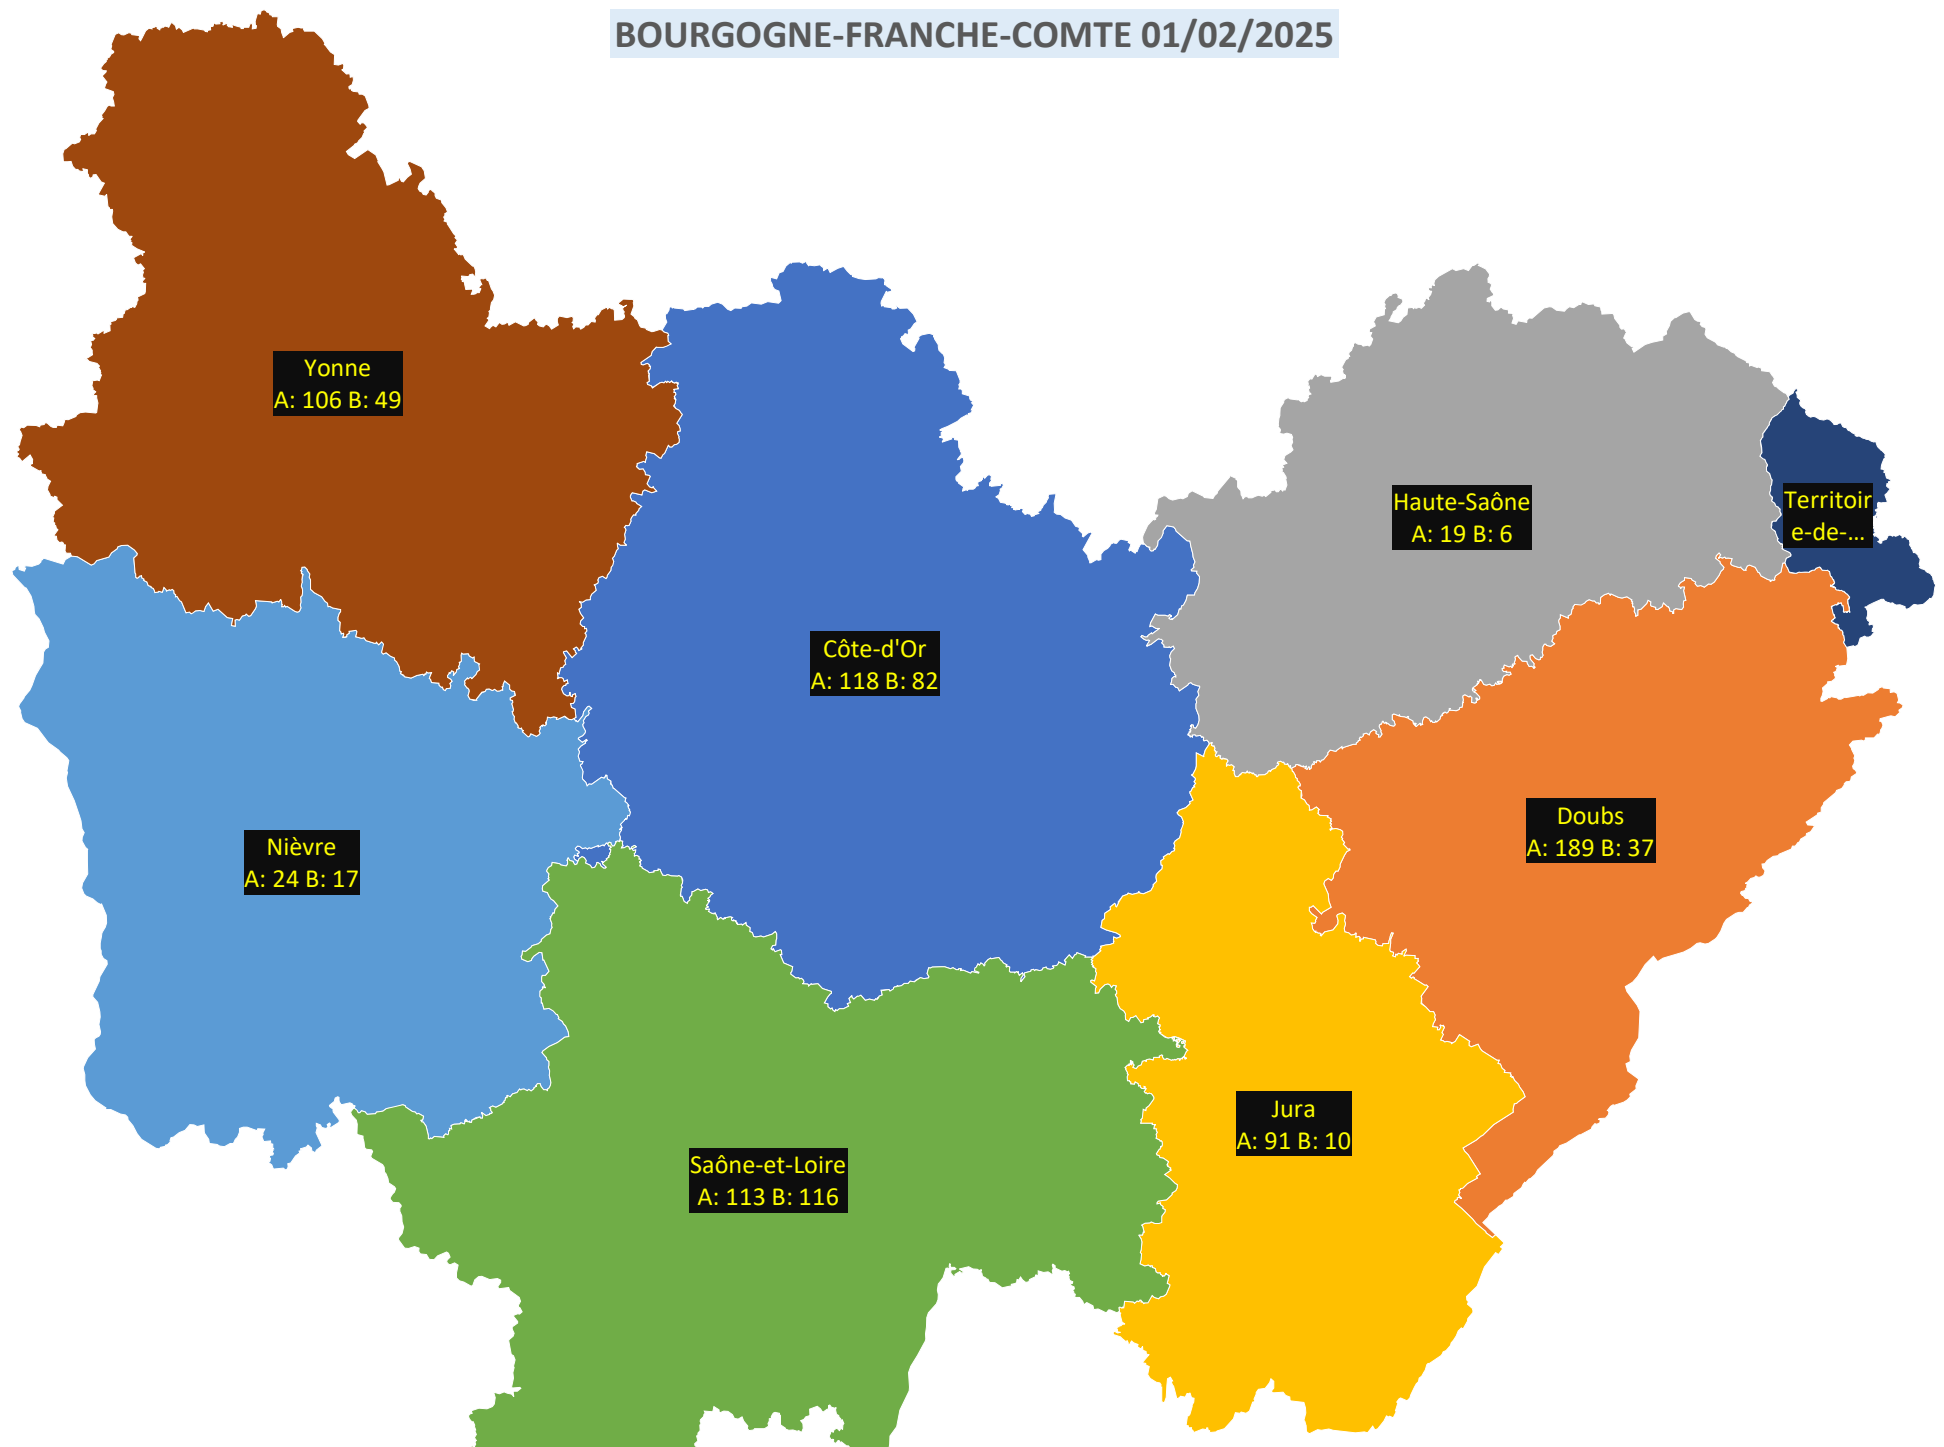 BOURGOGNE-FRANCHE-COMTE 01/02/2025
Yonne
A: 106 B: 49
Haute-Saône
A: 19 B: 6
Territoir
e-de-...
Côte-d'Or
A: 118 B: 82
Doubs
A: 189 B: 37
Nièvre
A: 24 B: 17
Jura
A: 91 B: 10
Saône-et-Loire
A: 113 B: 116